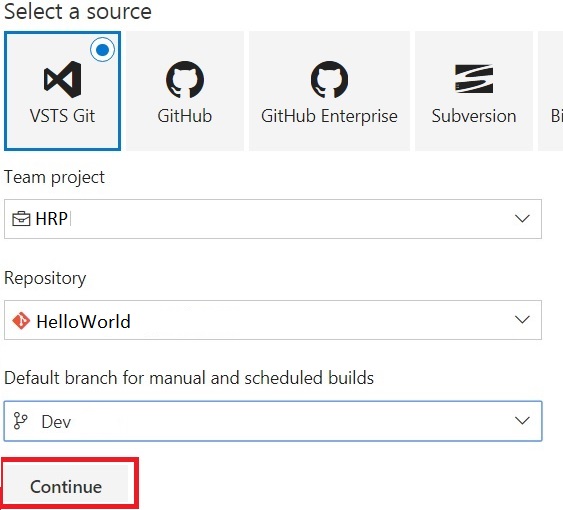 Select a source
VSTS Git
GitHub
GitHub Enterprise
Subversion
Bi
Team project
HRP
Repository
HelloWorld
Default branch for manual and scheduled builds
Dev
Continue